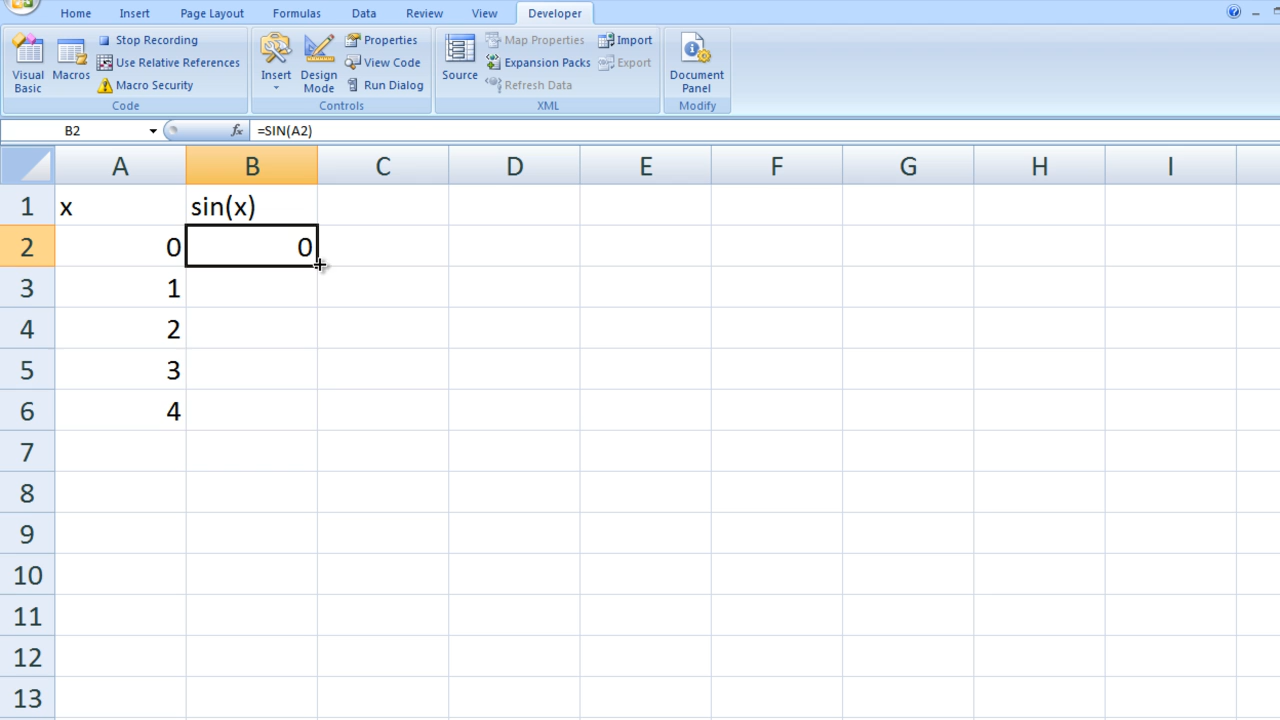 Home Insert Page Layout Formulas Data Review View Developer
Visual Basic
Macros
Stop Recording
Use Relative References
Macro Security
Code
Insert
Design Mode
Properties
View Code
Run Dialog
Controls
Source
Map Properties
Expansion Packs
Refresh Data
Import
Export
XML
Document Panel
Modify
B2 fx =SIN(A2)
A B C D E F G H I
1 x sin(x)
2 0 0
3 1
4 2
5 3
6 4
7
8
9
10
11
12
13